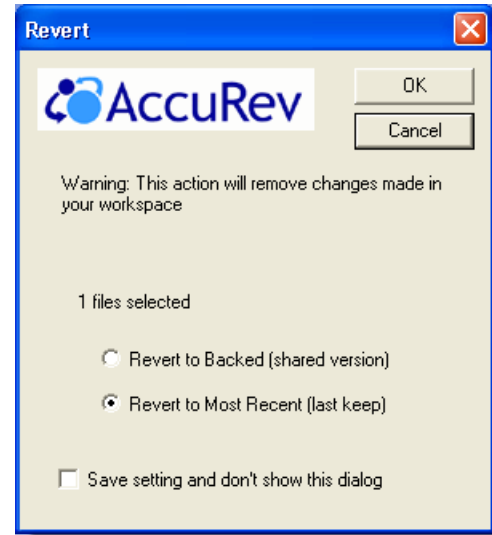 Revert
AccuRev
OK
Cancel
Warning: This action will remove changes made in
your workspace
1 files selected
Revert to Backed (shared version)
Revert to Most Recent (last keep)
Save setting and don't show this dialog